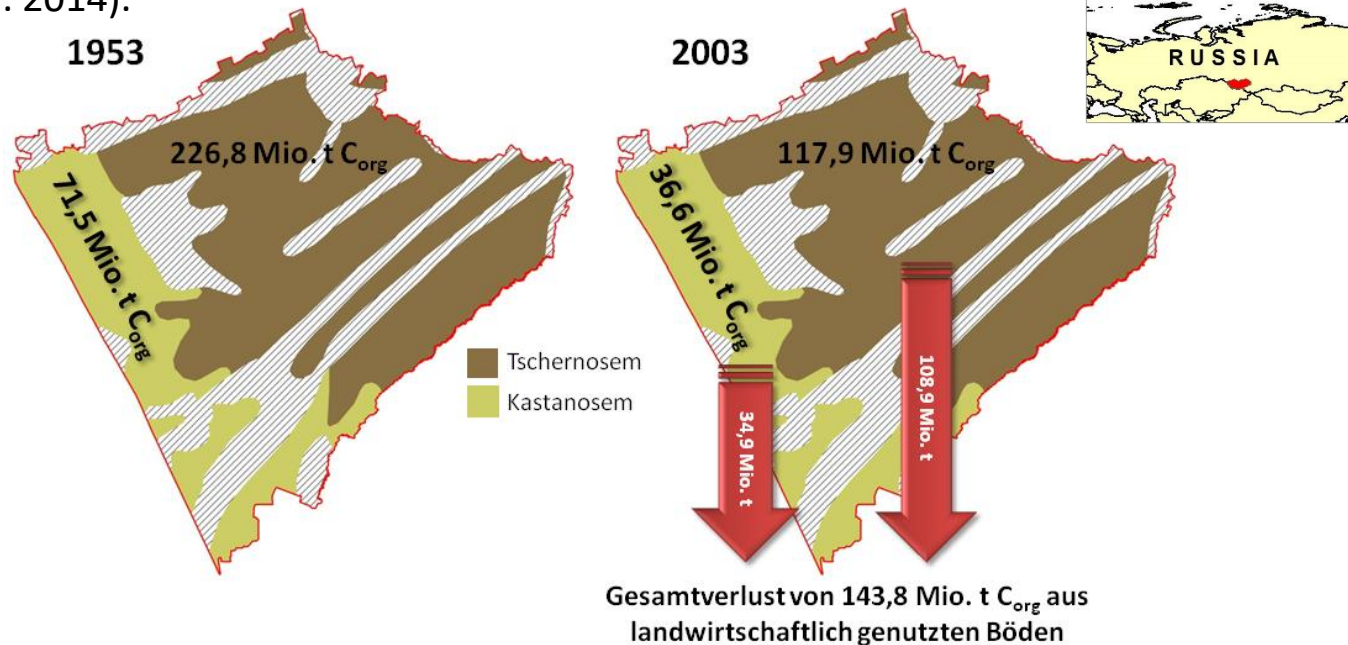 . 2014).
1953
226,8 Mio. t Corg
71,5 Mio. t Corg
Tschernosem
Kastanosem
2003
117,9 Mio. t Corg
36,6 Mio. t Corg
34,9 Mio. t
108,9 Mio. t
Gesamtverlust von 143,8 Mio. t Corg aus
landwirtschaftlich genutzten Böden
RUSSIA